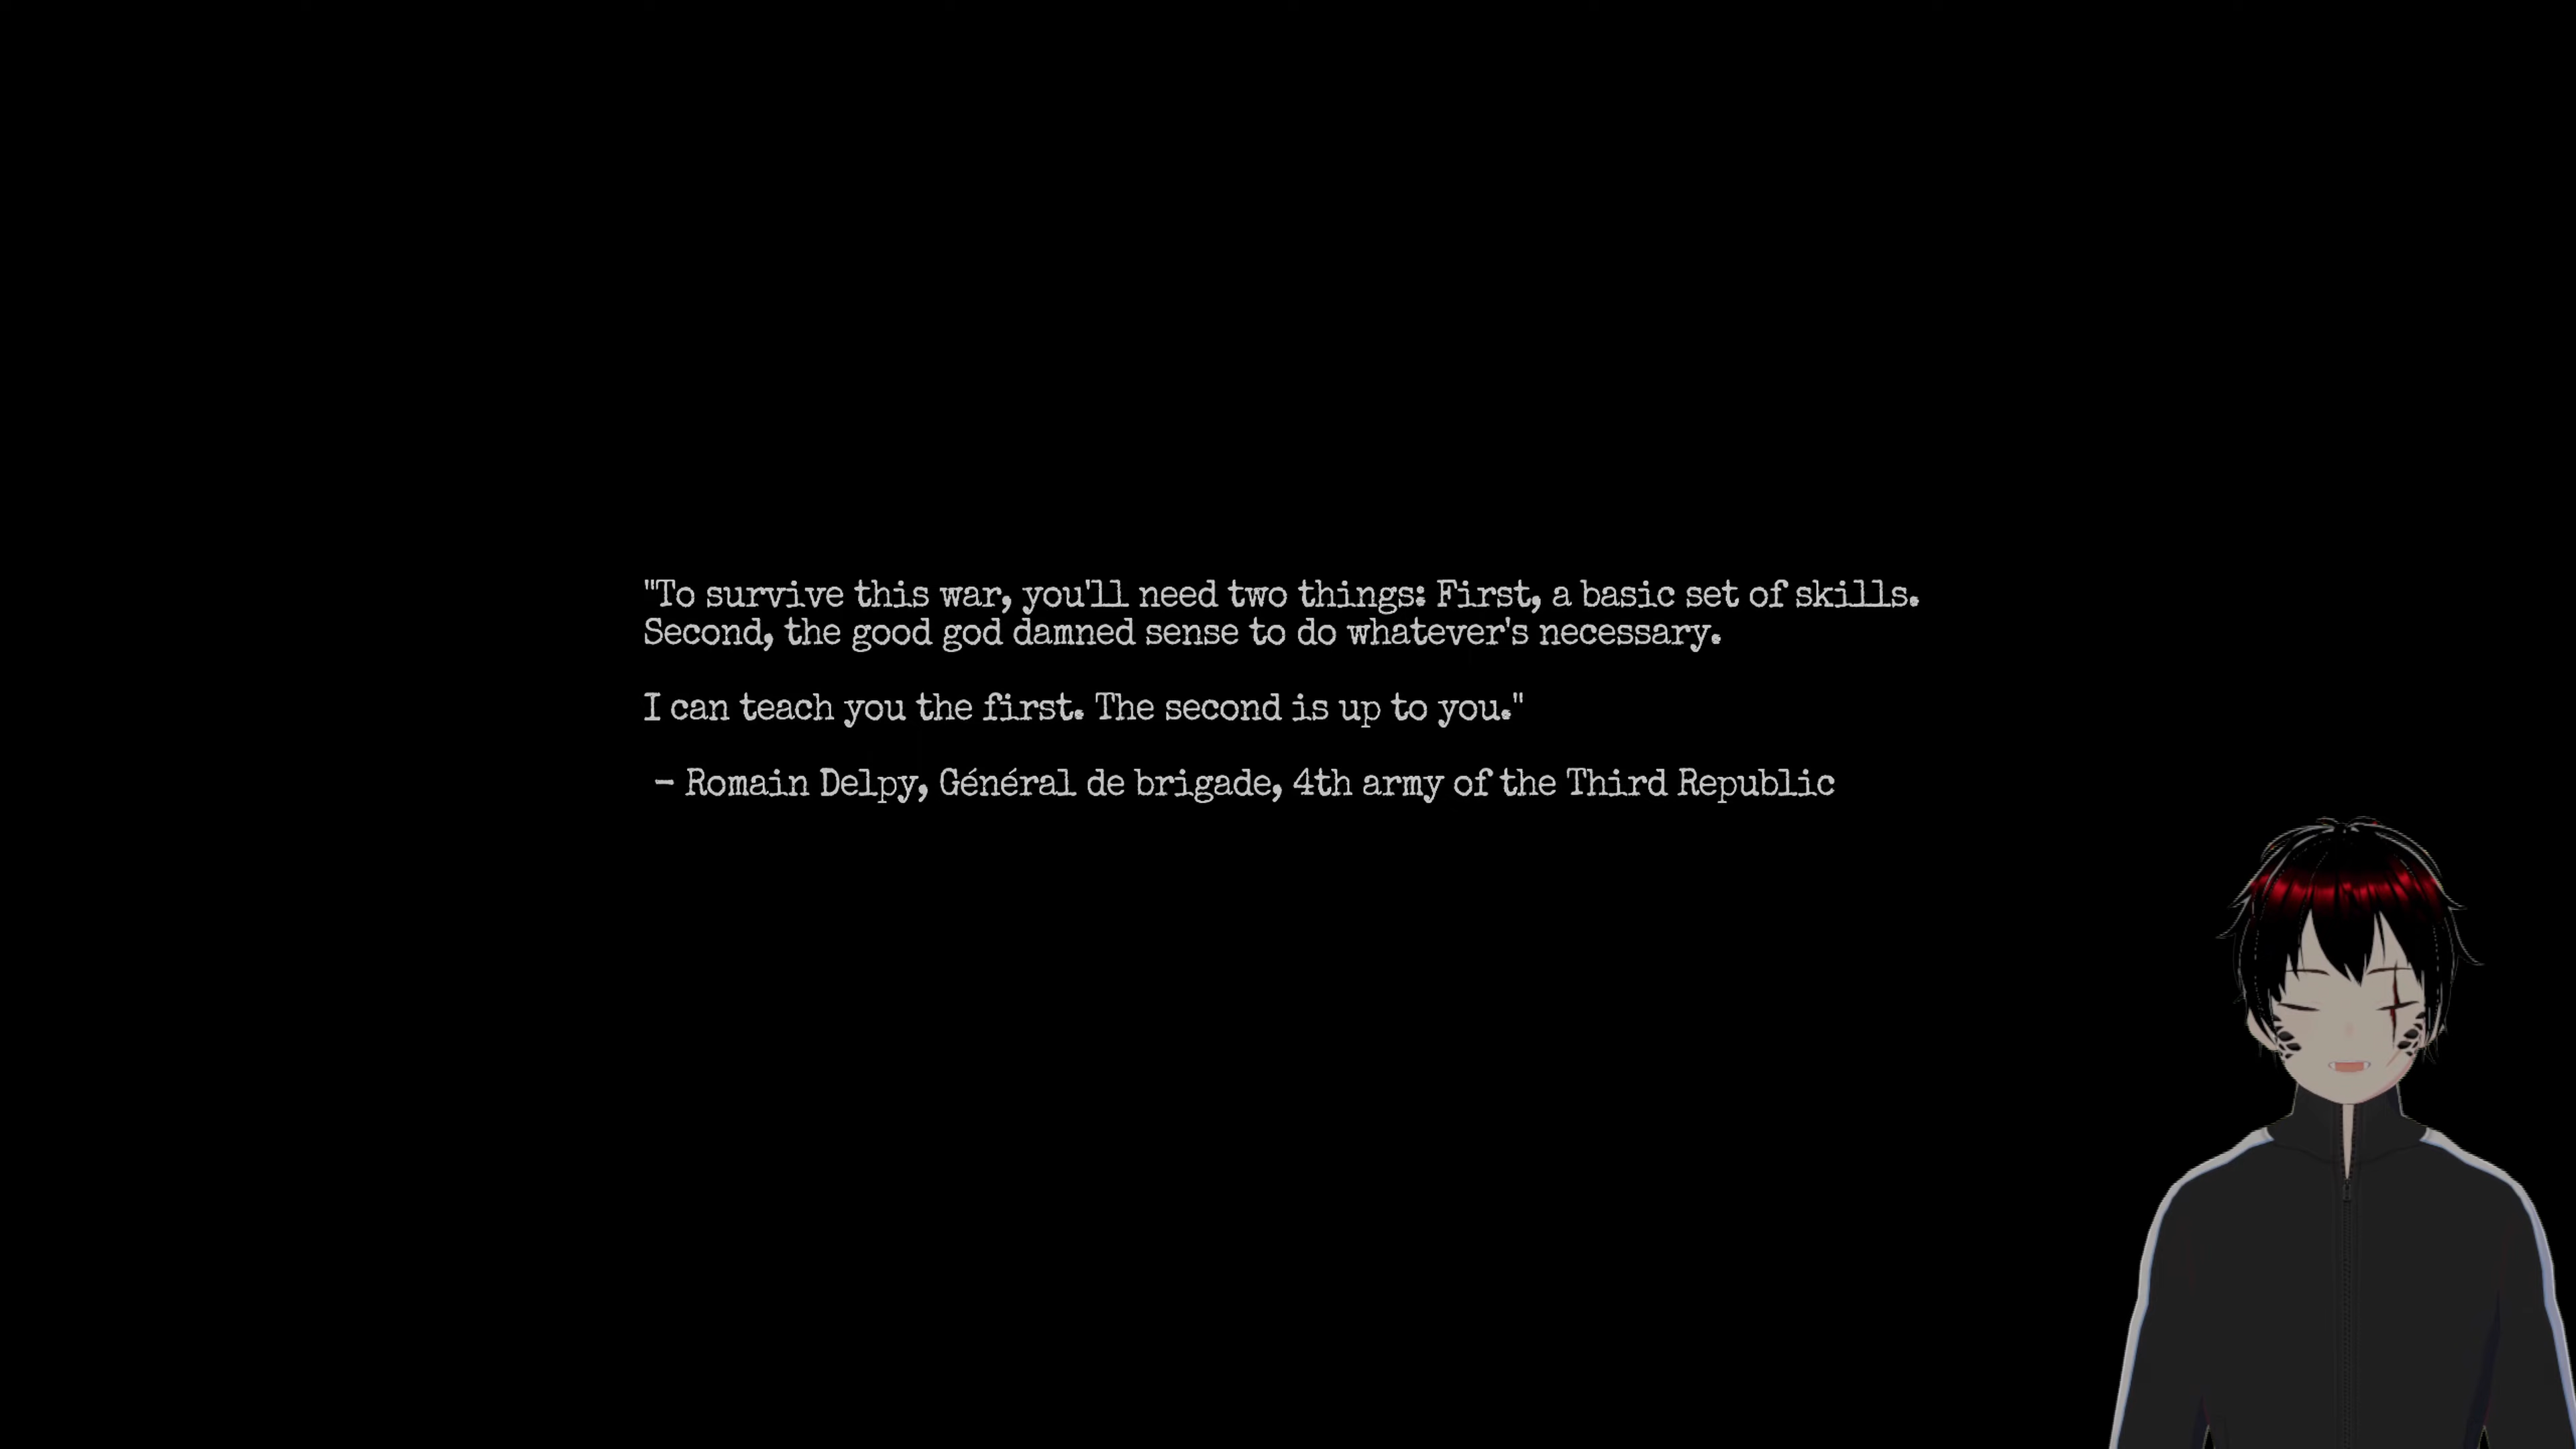 "To survive this war, you'll need two things: First, a basic set of skills.
Second, the good god damned sense to do whatever's necessary.
I can teach you the first. The second is up to you."
- Romain Delpy, Général de brigade, 4th army of the Third Republic